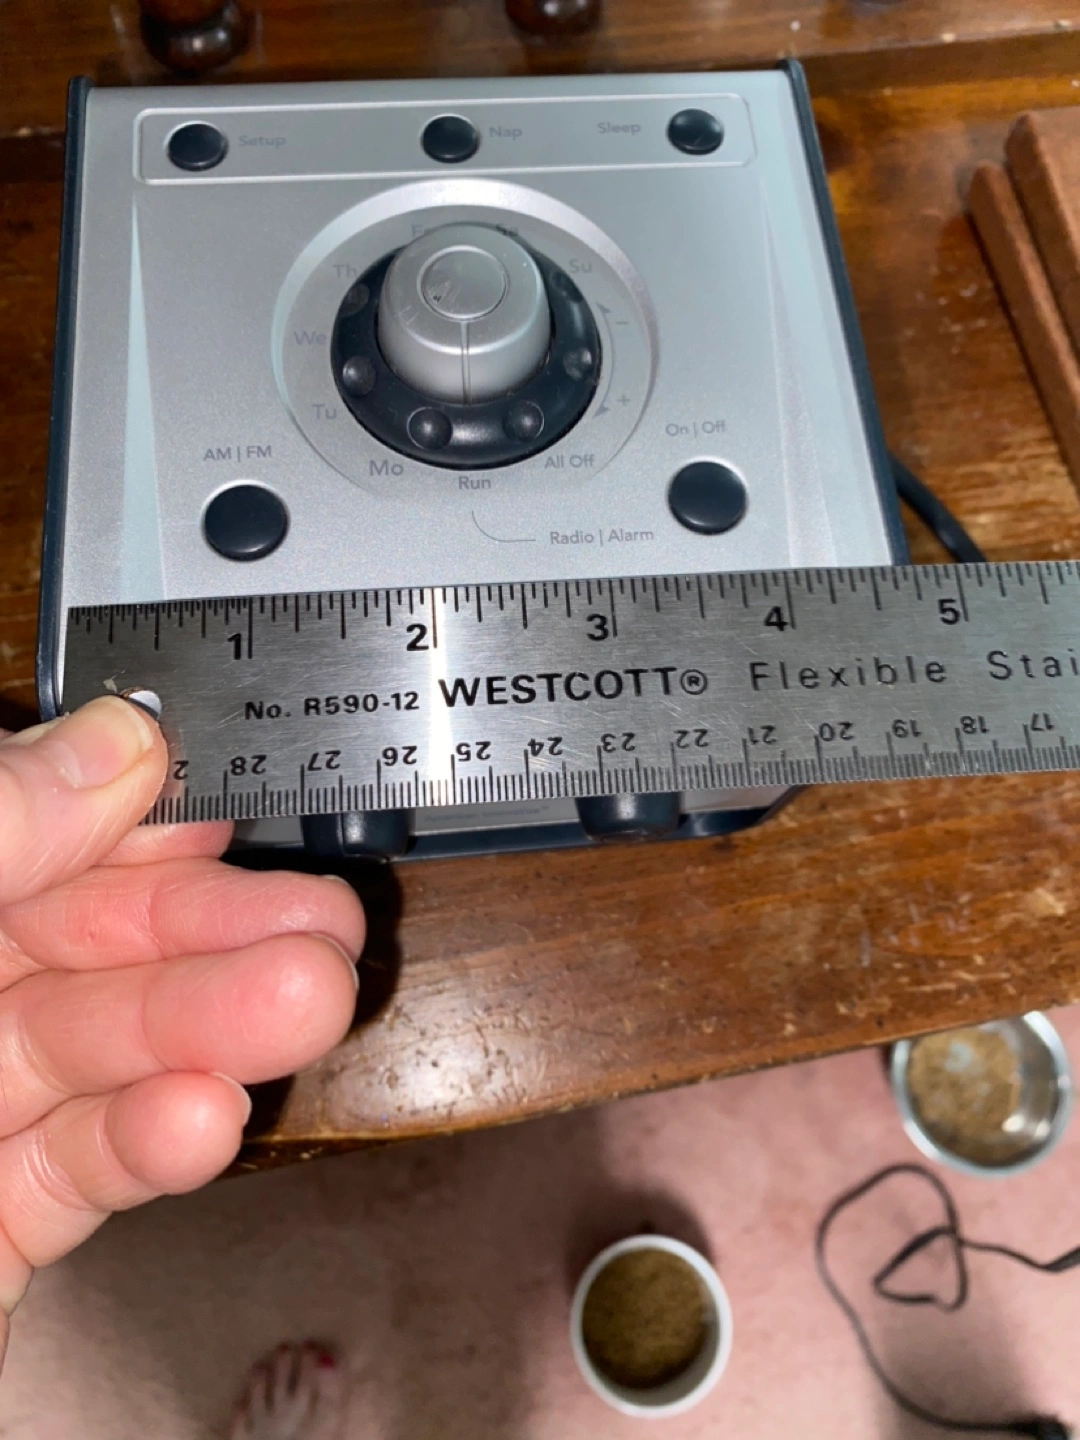 Setup Nap Sleep
Th Su
We −
Tu +
AM | FM On | Off
Mo All Off
Run
Radio | Alarm
1 2 3 4 5
No. R590-12 WESTCOTT® Flexible Stai
28 27 26 25 24 23 22 21 20 19 18 17